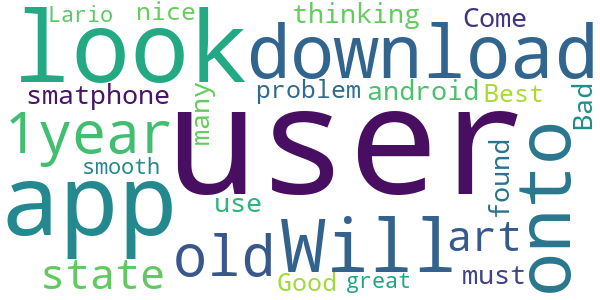 Lario nice thinking Come
look download
smatphone problem android Best Bad
1year many user
app smooth found onto
use
old Will art
state Good great must